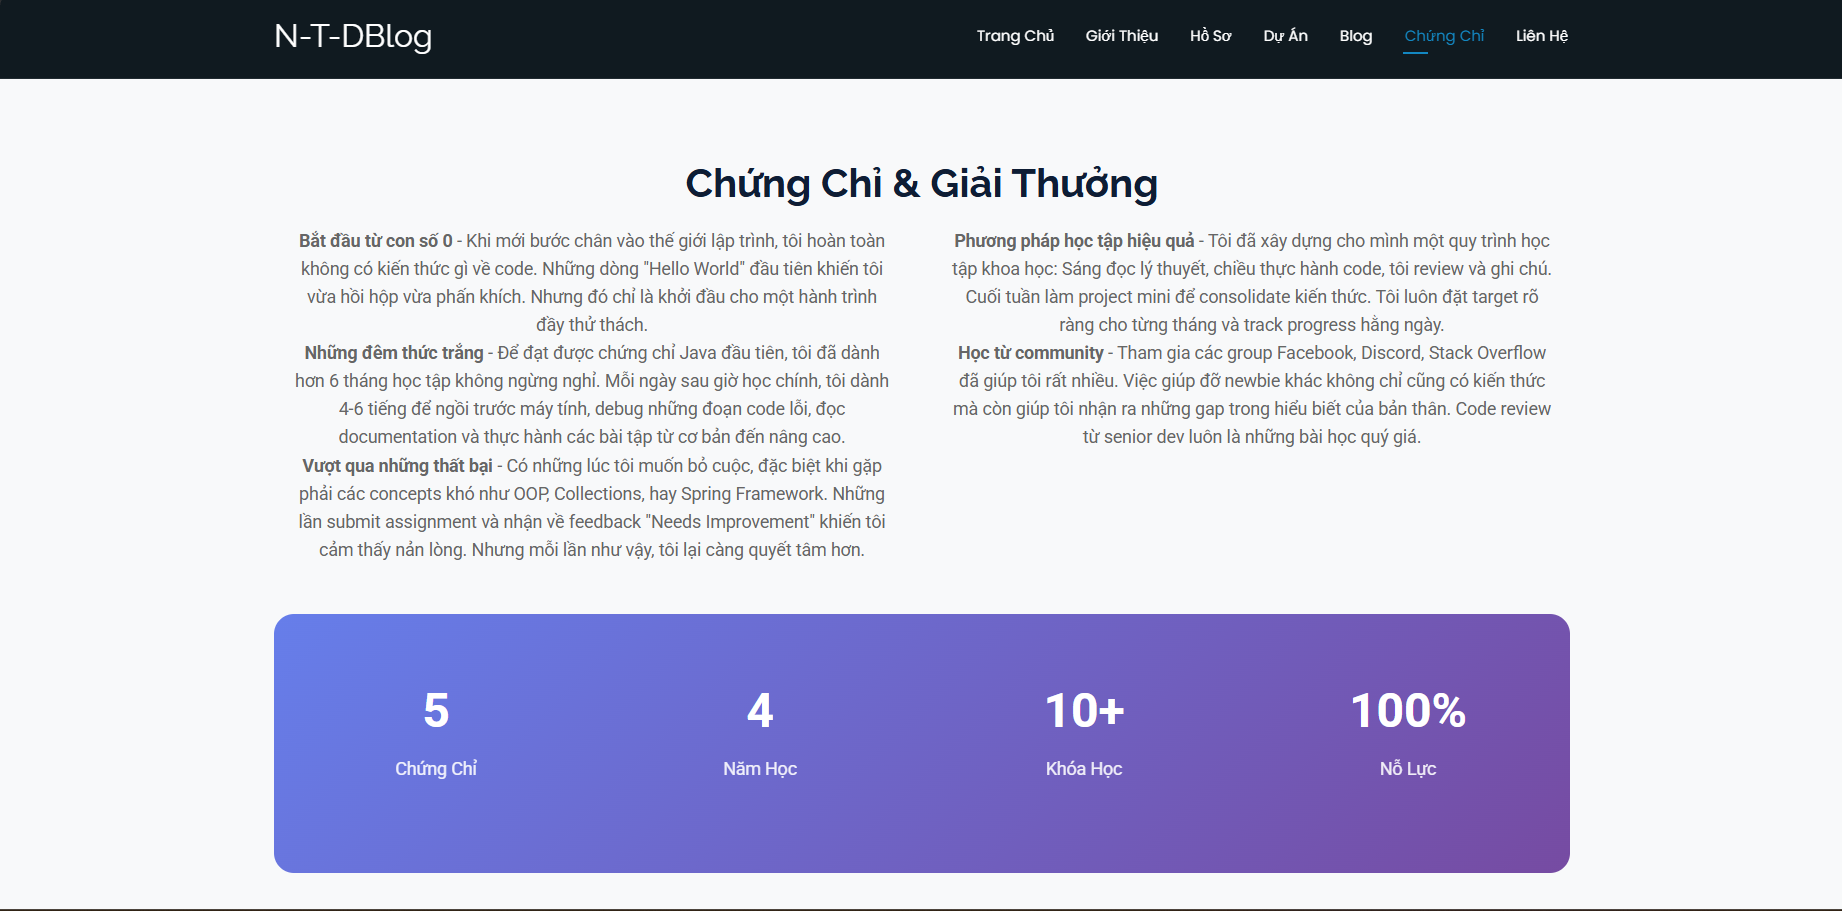 N-T-DBlog
Trang Chủ Giới Thiệu Hồ Sơ Dự Án Blog Chứng Chỉ Liên Hệ
Chứng Chỉ & Giải Thưởng
Bắt đầu từ con số 0 - Khi mới bước chân vào thế giới lập trình, tôi hoàn toàn
không có kiến thức gì về code. Những dòng "Hello World" đầu tiên khiến tôi
vừa hồi hộp vừa phấn khích. Nhưng đó chỉ là khởi đầu cho một hành trình
đầy thử thách.
Những đêm thức trắng - Để đạt được chứng chỉ Java đầu tiên, tôi đã dành
hơn 6 tháng học tập không ngừng nghỉ. Mỗi ngày sau giờ học chính, tôi dành
4-6 tiếng để ngồi trước máy tính, debug những đoạn code lỗi, đọc
documentation và thực hành các bài tập từ cơ bản đến nâng cao.
Vượt qua những thất bại - Có những lúc tôi muốn bỏ cuộc, đặc biệt khi gặp
phải các concepts khó như OOP, Collections, hay Spring Framework. Những
lần submit assignment và nhận về feedback "Needs Improvement" khiến tôi
cảm thấy nản lòng. Nhưng mỗi lần như vậy, tôi lại càng quyết tâm hơn.
Phương pháp học tập hiệu quả - Tôi đã xây dựng cho mình một quy trình học
tập khoa học: Sáng đọc lý thuyết, chiều thực hành code, tôi review và ghi chú.
Cuối tuần làm project mini để consolidate kiến thức. Tôi luôn đặt target rõ
ràng cho từng tháng và track progress hằng ngày.
Học từ community - Tham gia các group Facebook, Discord, Stack Overflow
đã giúp tôi rất nhiều. Việc giúp đỡ newbie khác không chỉ cũng có kiến thức
mà còn giúp tôi nhận ra những gap trong hiểu biết của bản thân. Code review
từ senior dev luôn là những bài học quý giá.
5
Chứng Chỉ
4
Năm Học
10+
Khóa Học
100%
Nỗ Lực